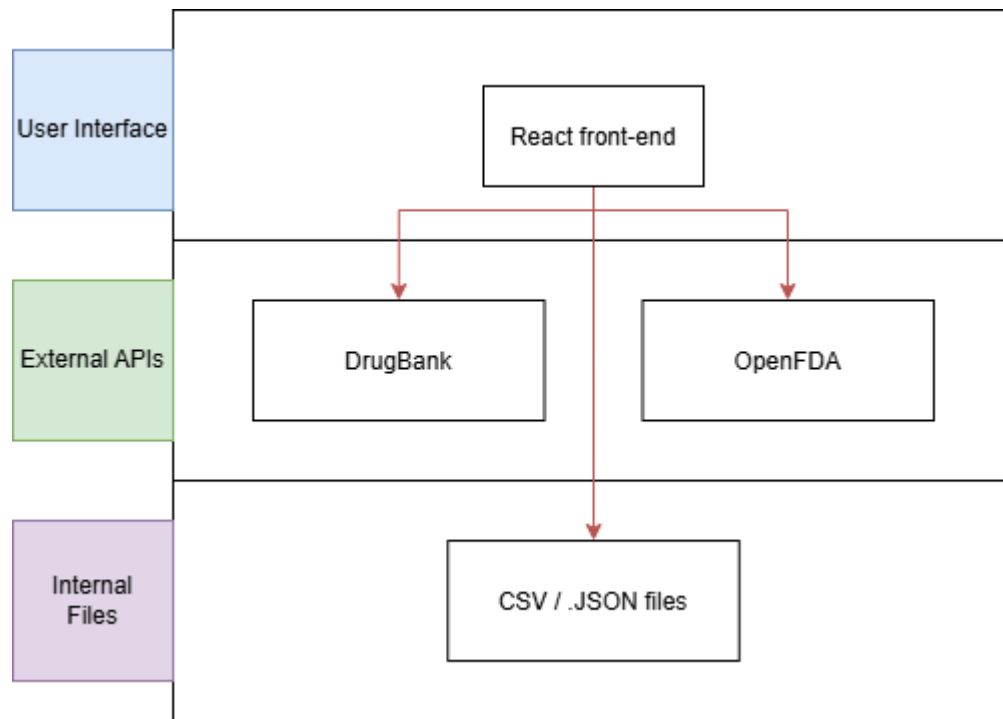 User Interface
React front-end
External APIs
DrugBank
OpenFDA
Internal
Files
CSV / .JSON files